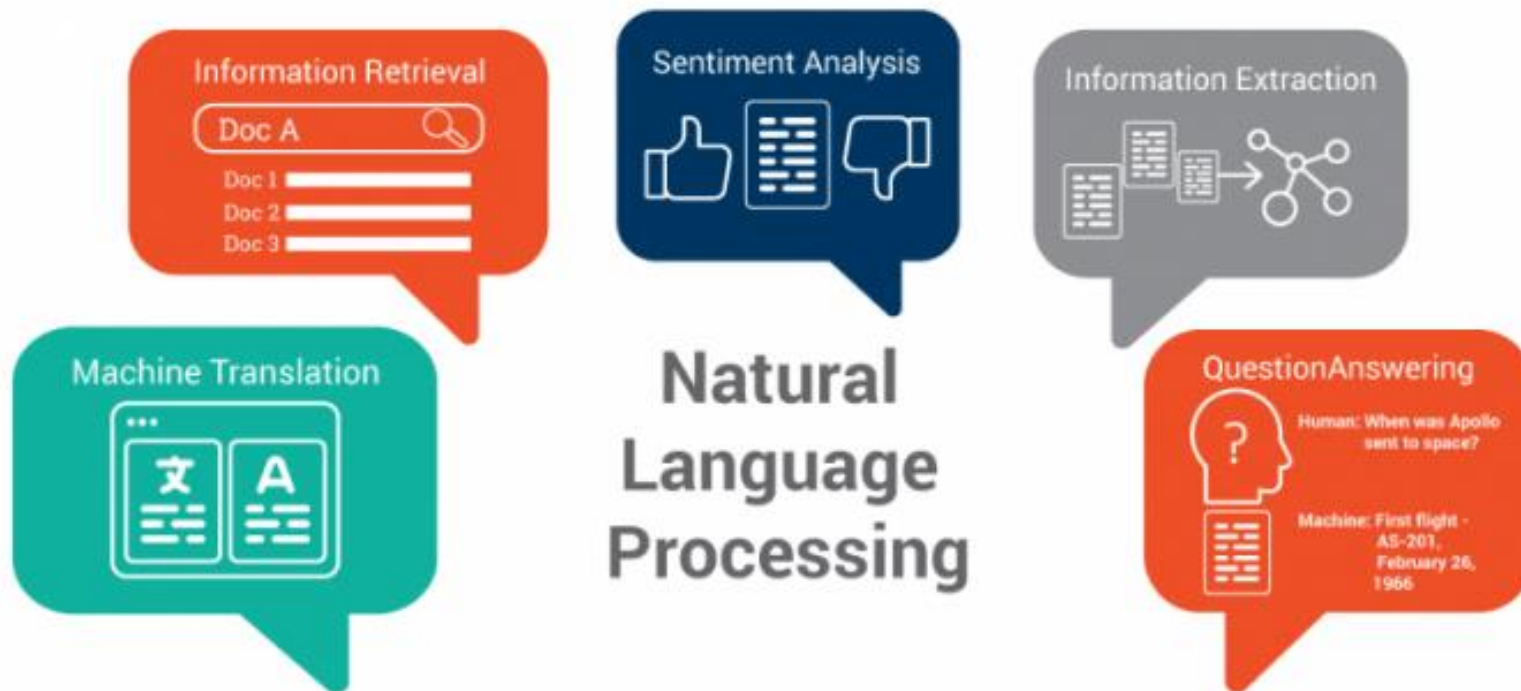 Information Retrieval
Doc A
Doc 1
Doc 2
Doc 3
Sentiment Analysis
Information Extraction
Machine Translation
文 A
Natural
Language
Processing
QuestionAnswering
?
Human: When was Apollo
sent to space?
Machine: First flight -
AS-201,
February 26,
1966